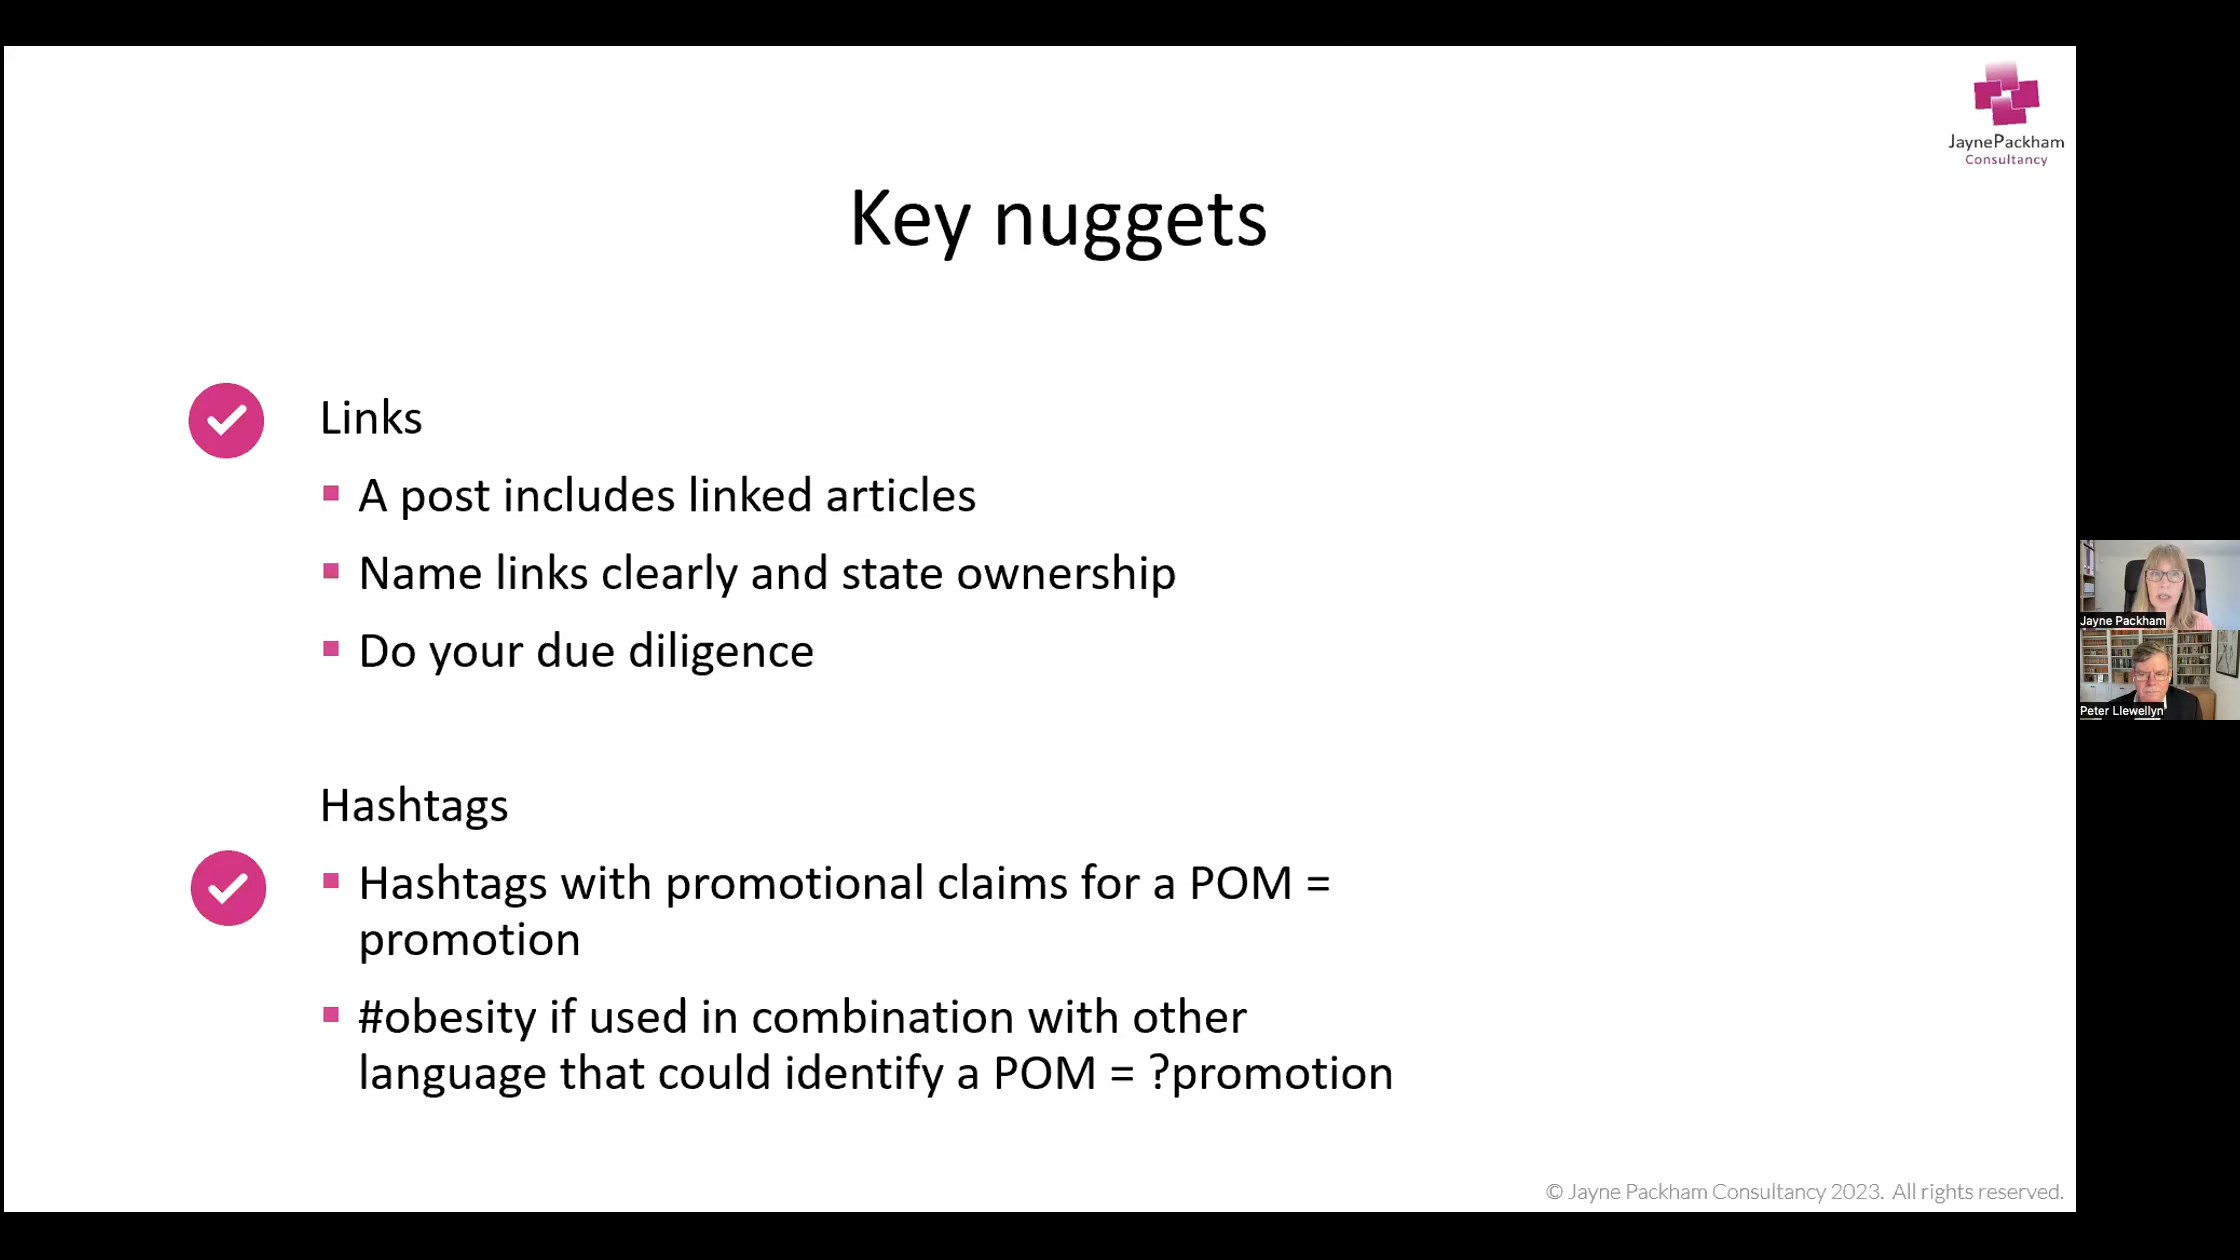 JaynePackham
Consultancy
Key nuggets
Links
A post includes linked articles
Name links clearly and state ownership
Do your due diligence
Hashtags
Hashtags with promotional claims for a POM =
promotion
#obesity if used in combination with other
language that could identify a POM = ?promotion
Jayne Packham
Peter Llewellyn
© Jayne Packham Consultancy 2023. All rights reserved.